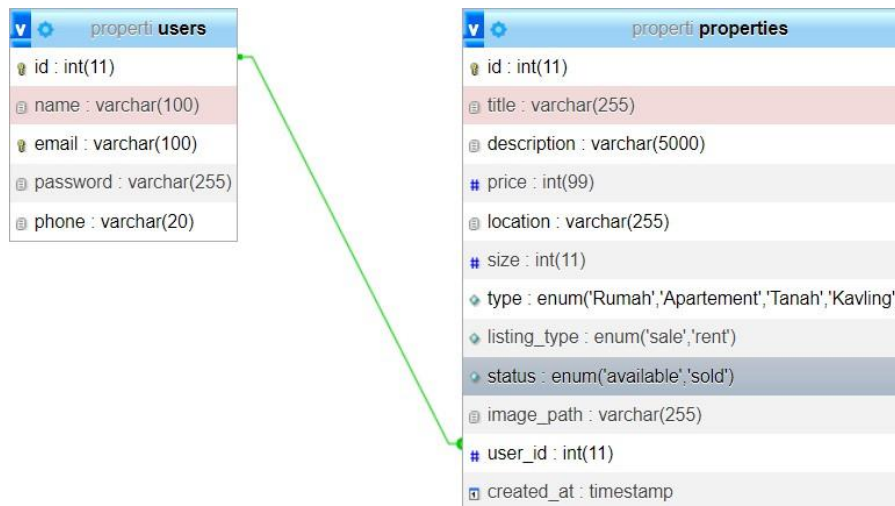 v properti users
id : int(11)
name : varchar(100)
email : varchar(100)
password : varchar(255)
phone : varchar(20)
v properti properties
id : int(11)
title : varchar(255)
description : varchar(5000)
# price : int(99)
location : varchar(255)
# size : int(11)
type : enum('Rumah','Apartement','Tanah','Kavling'
listing_type : enum('sale','rent')
status : enum('available','sold')
image_path : varchar(255)
# user_id : int(11)
created_at : timestamp